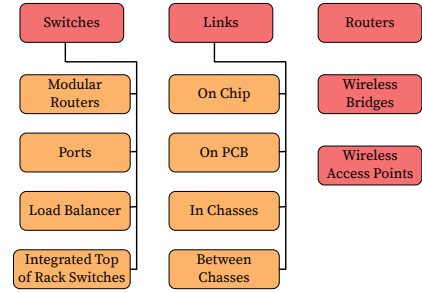 Switches
Modular
Routers
Ports
Load Balancer
Integrated Top
of Rack Switches
Links
On Chip
On PCB
In Chasses
Between
Chasses
Routers
Wireless
Bridges
Wireless
Access Points